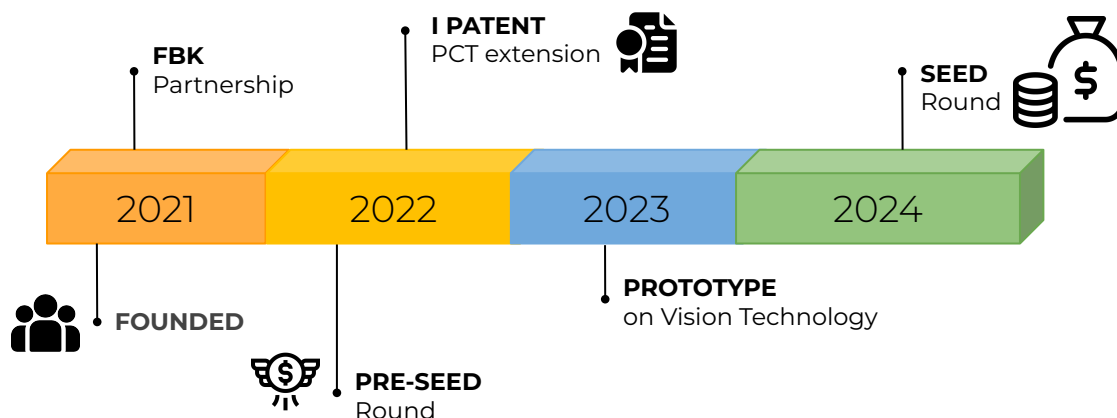 I PATENT
PCT extension
FBK
Partnership
SEED
Round
$
2021
2022
2023
2024
FOUNDED
PROTOTYPE
on Vision Technology
$
PRE-SEED
Round